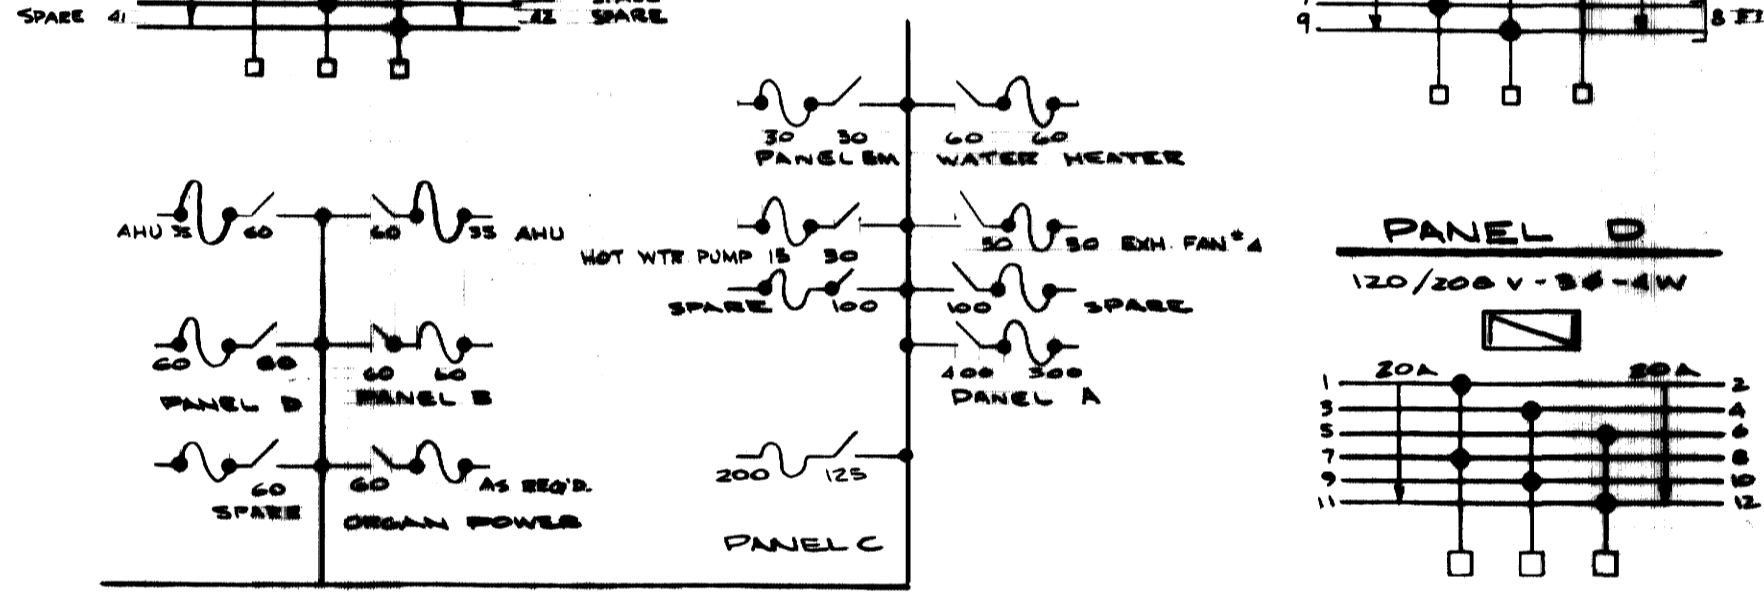 SPARE 41
42 SPARE
9
8
30 30
PANEL EM
60 60
WATER HEATER
AHU 35 60
60 35 AHU
HOT WTR PUMP 15 30
30 30 EXH. FAN #4
SPARE 100
100 SPARE
60 60
PANEL D
60 60
PANEL B
400 300
PANEL A
60
SPARE
60 AS REQ'D.
ORGAN POWER
200 125
PANEL C
PANEL D
120/208 V-3Φ-4W
20A 20A
1 2
3 4
5 6
7 8
9 10
11 12